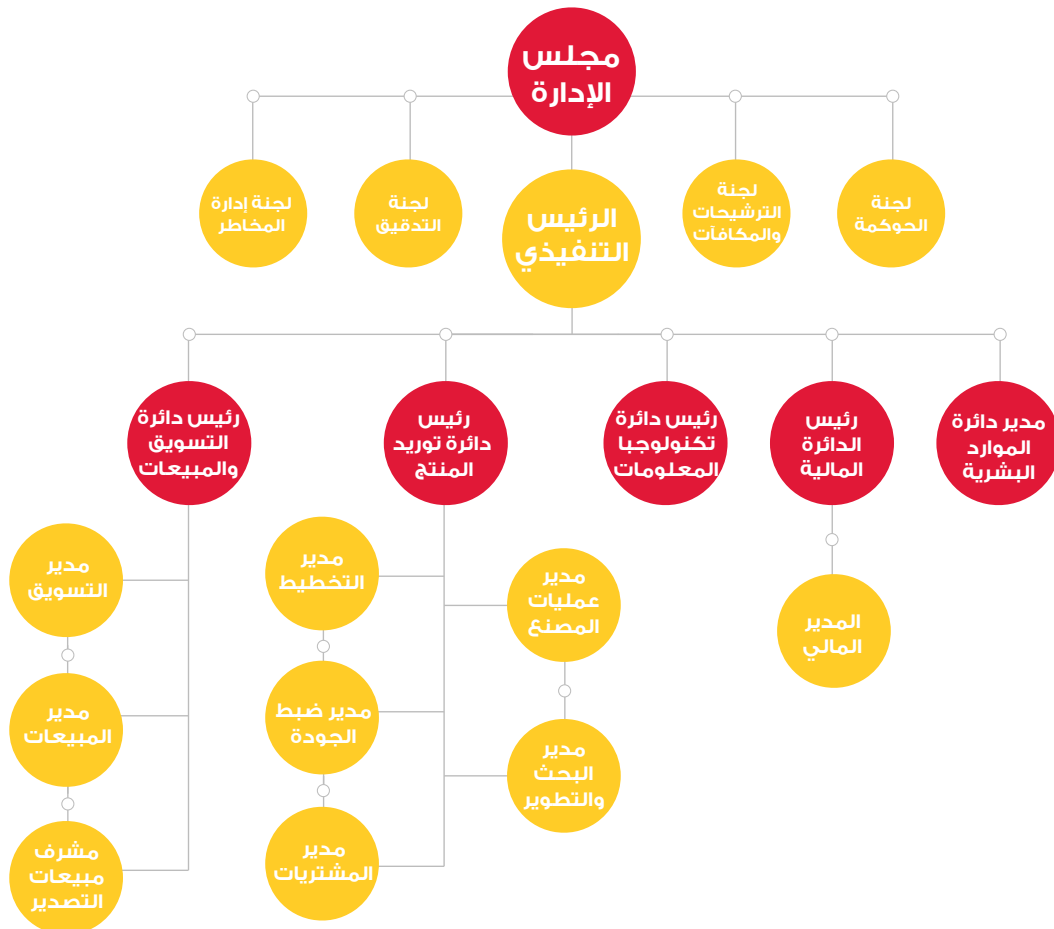 مجلس
الإدارة
لجنة
الحوكمة
لجنة
الترشيحات
والمكافآت
الرئيس
التنفيذي
لجنة
التدقيق
لجنة إدارة
المخاطر
مدير دائرة
الموارد
البشرية
رئيس
الدائرة
المالية
رئيس دائرة
تكنولوجبا
المعلومات
رئيس
دائرة توريد
المنتج
رئيس دائرة
التسويق
والمبيعات
المدير
المالي
مدير
عمليات
المصنع
مدير
البحث
والتطوير
مدير
التخطيط
مدير ضبط
الجودة
مدير
المشتريات
مدير
التسويق
مدير
المبيعات
مشرف
مبيعات
التصدير